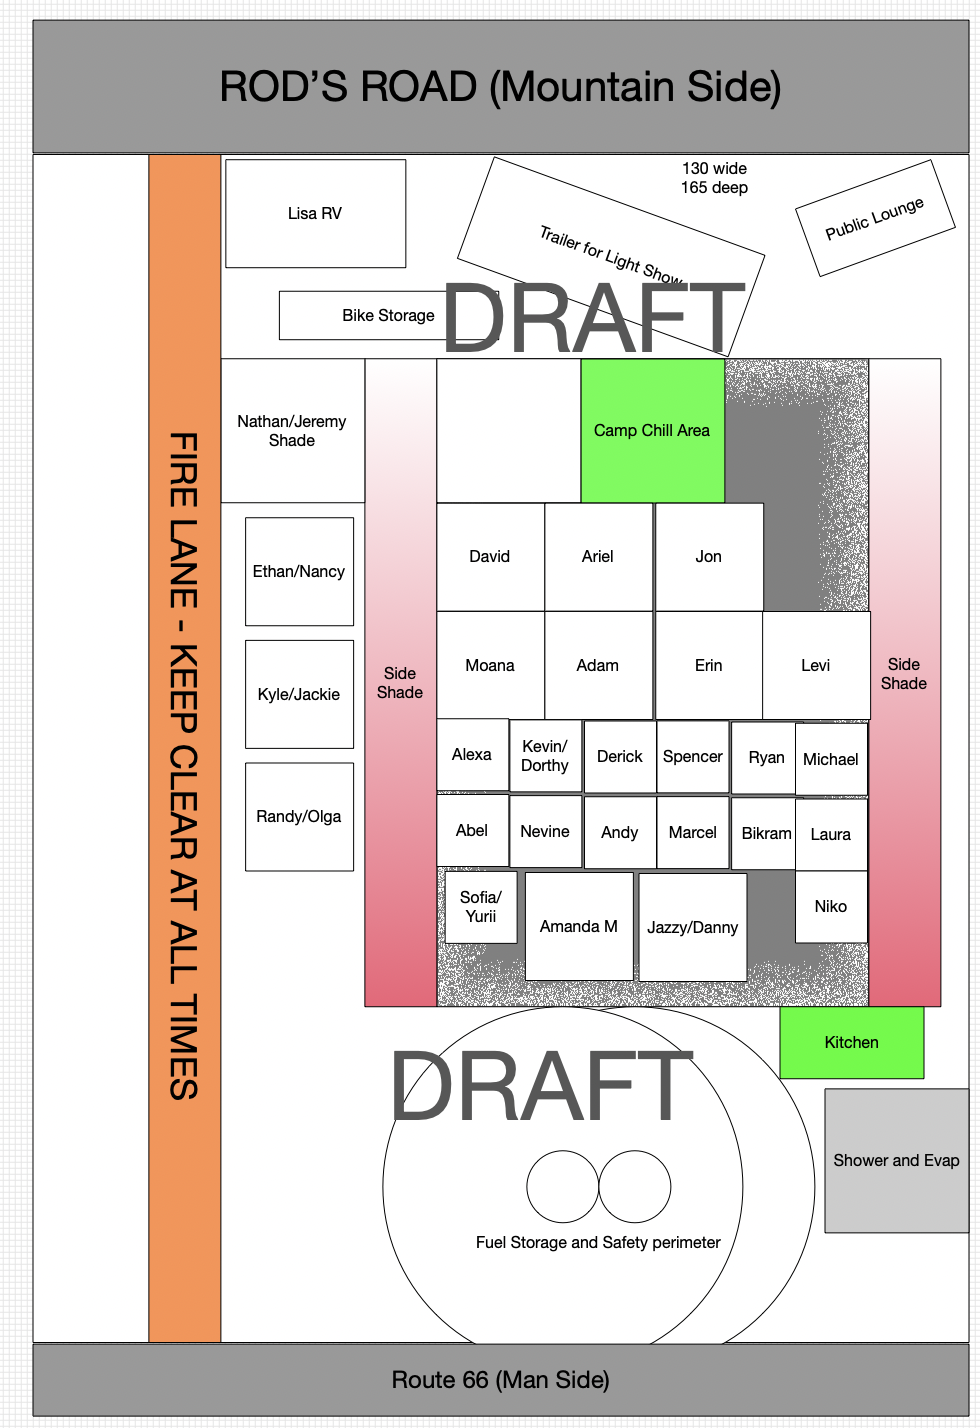 ROD'S ROAD (Mountain Side)
130 wide
165 deep
Lisa RV
Trailer for Light Show
Public Lounge
Bike Storage
DRAFT
Nathan/Jeremy
Shade
Camp Chill Area
FIRE LANE - KEEP CLEAR AT ALL TIMES
Ethan/Nancy
David
Ariel
Jon
Kyle/Jackie
Side
Shade
Moana
Adam
Erin
Levi
Side
Shade
Alexa
Kevin/
Dorthy
Derick
Spencer
Ryan
Michael
Randy/Olga
Abel
Nevine
Andy
Marcel
Bikram
Laura
Sofia/
Yurii
Amanda M
Jazzy/Danny
Niko
Kitchen
DRAFT
Shower and Evap
Fuel Storage and Safety perimeter
Route 66 (Man Side)